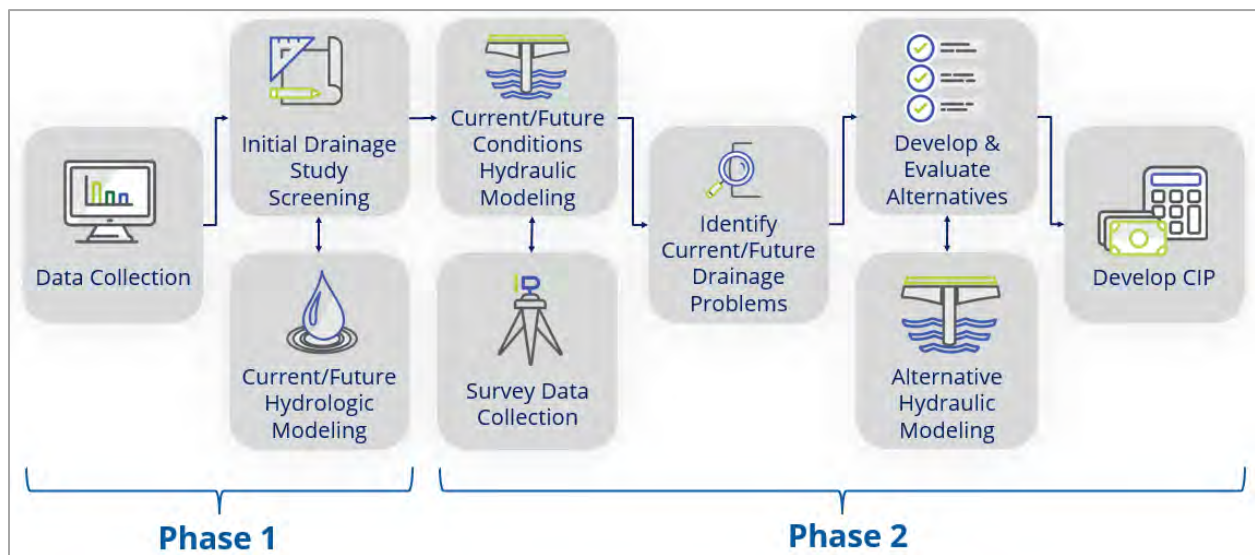 Data Collection
Initial Drainage
Study
Screening
Current/Future
Hydrologic
Modeling
Current/Future
Conditions
Hydraulic
Modeling
Survey Data
Collection
Identify
Current/Future
Drainage
Problems
Develop &
Evaluate
Alternatives
Alternative
Hydraulic
Modeling
Develop CIP
Phase 1
Phase 2